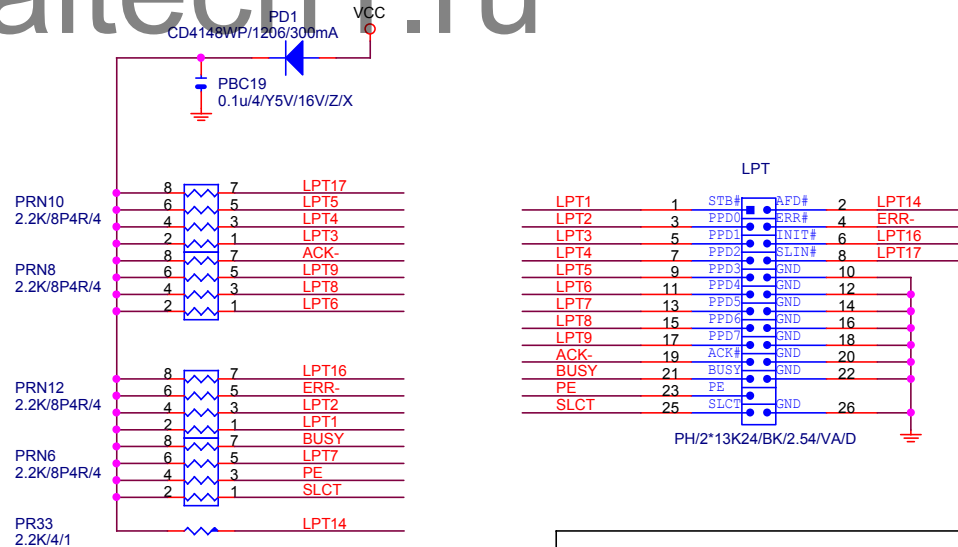 PD1
VCC
CD4148WP/1206/300mA
PBC19
0.1u/4/Y5V/16V/Z/X
PRN10
2.2K/8P4R/4
8 7 LPT17
6 5 LPT5
4 3 LPT4
2 1 LPT3
PRN8
2.2K/8P4R/4
8 7 ACK-
6 5 LPT9
4 3 LPT8
2 1 LPT6
PRN12
2.2K/8P4R/4
8 7 LPT16
6 5 ERR-
4 3 LPT2
2 1 LPT1
PRN6
2.2K/8P4R/4
8 7 BUSY
6 5 LPT7
4 3 PE
2 1 SLCT
PR33
2.2K/4/1
LPT14
LPT
LPT1 1 STB# AFD# 2 LPT14
LPT2 3 PPD0 ERR# 4 ERR-
LPT3 5 PPD1 INIT# 6 LPT16
LPT4 7 PPD2 SLIN# 8 LPT17
LPT5 9 PPD3 GND 10
LPT6 11 PPD4 GND 12
LPT7 13 PPD5 GND 14
LPT8 15 PPD6 GND 16
LPT9 17 PPD7 GND 18
ACK- 19 ACK# GND 20
BUSY 21 BUSY GND 22
PE 23 PE
SLCT 25 SLCT GND 26
PH/2*13K24/BK/2.54/VA/D